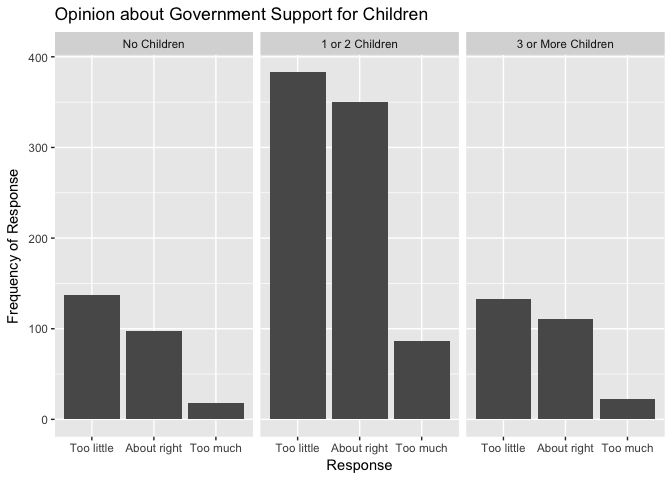 Opinion about Government Support for Children
No Children
1 or 2 Children
3 or More Children
Frequency of Response
400
300
200
100
0
Too little About right Too much
Too little About right Too much
Too little About right Too much
Response